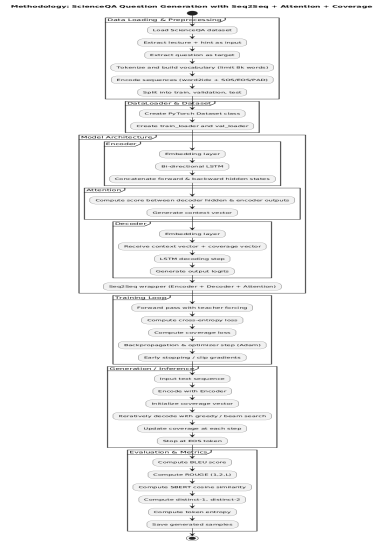 Methodology: ScienceQA Question Generation with Seq2Seq + Attention + Coverage
Data Loading & Preprocessing
Load ScienceQA dataset
Extract lecture + hint as input
Extract question as target
Tokenize and build vocabulary (limit 8k words)
Encode sequences (word2idx + SOS/EOS/PAD)
Split into train, validation, test
DataLoader & Dataset
Create PyTorch Dataset class
Create train_loader and val_loader
Model Architecture
Encoder
Embedding layer
Bi-directional LSTM
Concatenate forward & backward hidden states
Attention
Compute score between decoder hidden & encoder outputs
Generate context vector
Decoder
Embedding layer
Receive context vector + coverage vector
LSTM decoding step
Generate output logits
Seq2Seq wrapper (Encoder + Decoder + Attention)
Training Loop
Forward pass with teacher forcing
Compute cross-entropy loss
Compute coverage loss
Backpropagation & optimizer step (Adam)
Early stopping / clip gradients
Generation / Inference
Input test sequence
Encode with Encoder
Initialize coverage vector
Iteratively decode with greedy / beam search
Update coverage at each step
Stop at EOS token
Evaluation & Metrics
Compute BLEU score
Compute ROUGE (1,2,L)
Compute SBERT cosine similarity
Compute distinct-1, distinct-2
Compute token entropy
Save generated samples